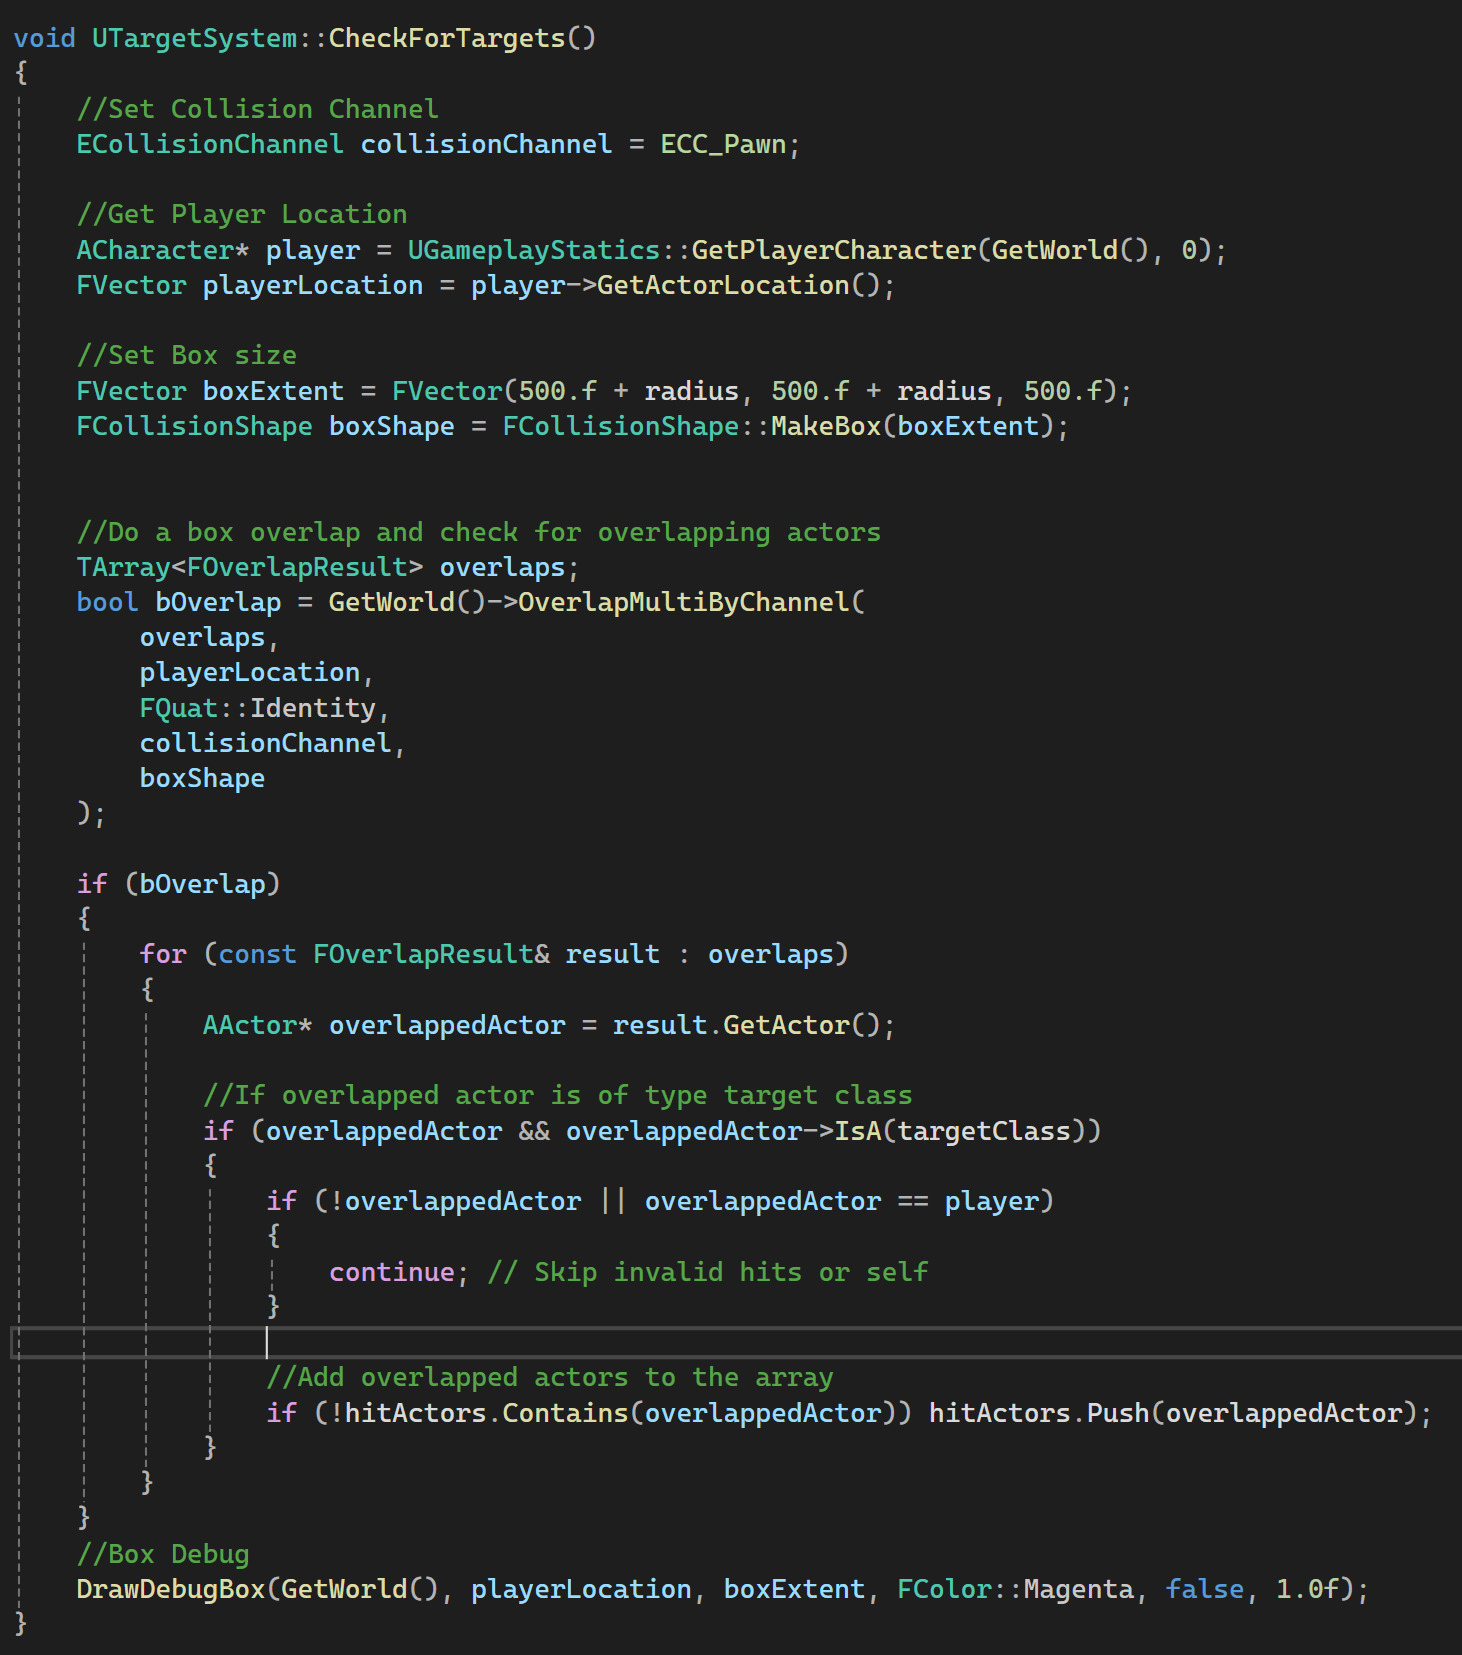 void UTargetSystem::CheckForTargets()
{
    //Set Collision Channel
    ECollisionChannel collisionChannel = ECC_Pawn;

    //Get Player Location
    ACharacter* player = UGameplayStatics::GetPlayerCharacter(GetWorld(), 0);
    FVector playerLocation = player->GetActorLocation();

    //Set Box size
    FVector boxExtent = FVector(500.f + radius, 500.f + radius, 500.f);
    FCollisionShape boxShape = FCollisionShape::MakeBox(boxExtent);


    //Do a box overlap and check for overlapping actors
    TArray<FOverlapResult> overlaps;
    bool bOverlap = GetWorld()->OverlapMultiByChannel(
        overlaps,
        playerLocation,
        FQuat::Identity,
        collisionChannel,
        boxShape
    );

    if (bOverlap)
    {
        for (const FOverlapResult& result : overlaps)
        {
            AActor* overlappedActor = result.GetActor();

            //If overlapped actor is of type target class
            if (overlappedActor && overlappedActor->IsA(targetClass))
            {
                if (!overlappedActor || overlappedActor == player)
                {
                    continue; // Skip invalid hits or self
                }

                //Add overlapped actors to the array
                if (!hitActors.Contains(overlappedActor)) hitActors.Push(overlappedActor);
            }
        }
    }
    //Box Debug
    DrawDebugBox(GetWorld(), playerLocation, boxExtent, FColor::Magenta, false, 1.0f);
}